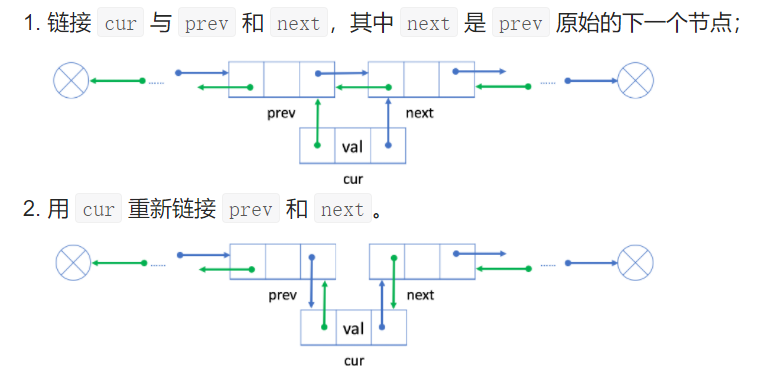 1. 链接 cur 与 prev 和 next，其中 next 是 prev 原始的下一个节点；
...... ......
prev next
val
cur
2. 用 cur 重新链接 prev 和 next 。
...... ......
prev next
val
cur